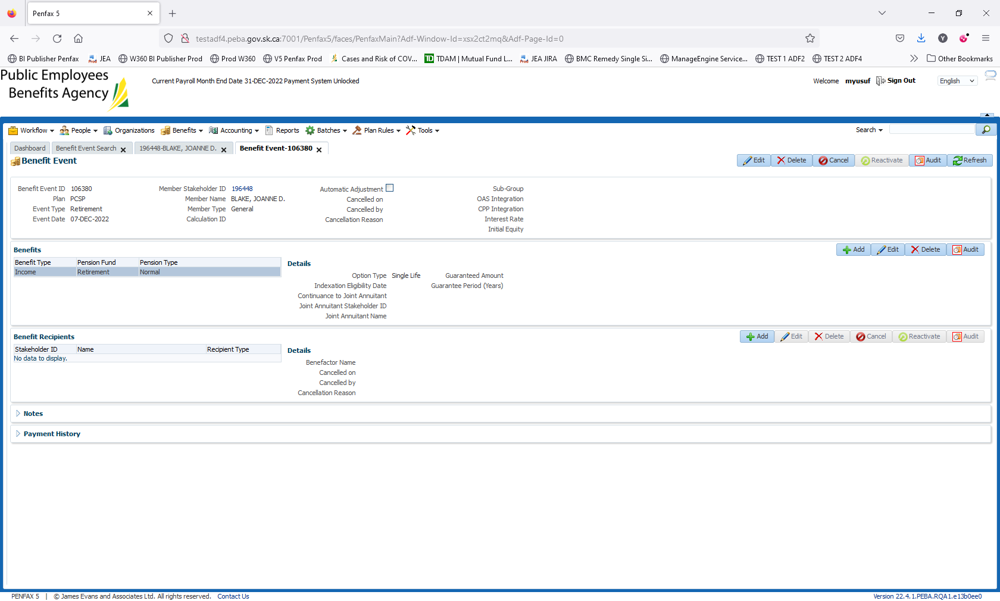 Penfax 5
testadf4.peba.gov.sk.ca:7001/Penfax5/faces/PenfaxMain?Adf-Window-Id=xsx2ct2mq&Adf-Page-Id=0
Y
BI Publisher Penfax JEA W360 BI Publisher Prod Prod W360 V5 Penfax Prod Cases and Risk of COV... TD TDAM | Mutual Fund L... JEA JIRA BMC Remedy Single Si... ManageEngine Service... TEST 1 ADF2 TEST 2 ADF4 Other Bookmarks
Public Employees
Benefits Agency
Current Payroll Month End Date 31-DEC-2022 Payment System Unlocked
Welcome myusuf Sign Out English
Workflow People Organizations Benefits Accounting Reports Batches Plan Rules Tools Search
Dashboard Benefit Event Search 196448-BLAKE, JOANNE D. Benefit Event-106380
Benefit Event Edit Delete Cancel Reactivate Audit Refresh
Benefit Event ID 106380 Member Stakeholder ID 196448 Automatic Adjustment Sub-Group
Plan PCSP Member Name BLAKE, JOANNE D. Cancelled on OAS Integration
Event Type Retirement Member Type General Cancelled by CPP Integration
Event Date 07-DEC-2022 Calculation ID Cancellation Reason Interest Rate
Initial Equity
Benefits Add Edit Delete Audit
Benefit Type Pension Fund Pension Type
Income Retirement Normal
Details
Option Type Single Life Guaranteed Amount
Indexation Eligibility Date Guarantee Period (Years)
Continuance to Joint Annuitant
Joint Annuitant Stakeholder ID
Joint Annuitant Name
Benefit Recipients Add Edit Delete Cancel Reactivate Audit
Stakeholder ID Name Recipient Type
No data to display.
Details
Benefactor Name
Cancelled on
Cancelled by
Cancellation Reason
Notes
Payment History
PENFAX 5 | © James Evans and Associates Ltd. All rights reserved. Contact Us Version 22.4.1.PEBA.RQA1.e13b0ee0